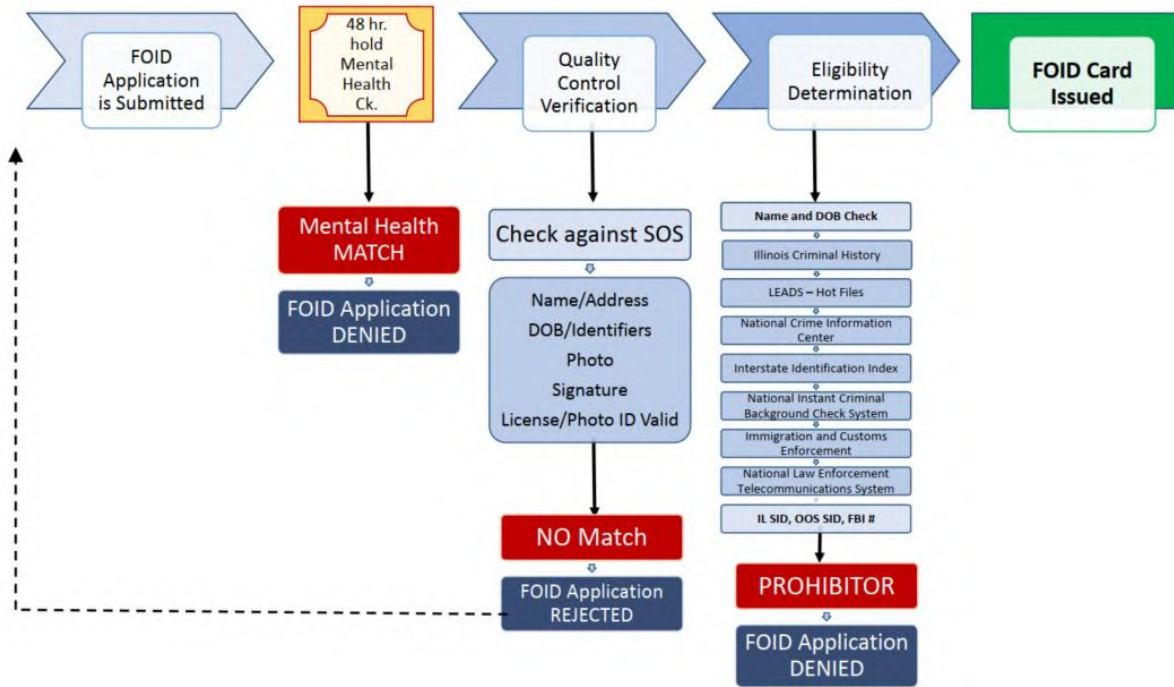 FOID
Application
is Submitted
48 hr.
hold
Mental
Health
Ck.
Quality
Control
Verification
Eligibility
Determination
FOID Card
Issued
Mental Health
MATCH
FOID Application
DENIED
Check against SOS
Name/Address
DOB/Identifiers
Photo
Signature
License/Photo ID Valid
NO Match
FOID Application
REJECTED
Name and DOB Check
Illinois Criminal History
LEADS – Hot Files
National Crime Information
Center
Interstate Identification Index
National Instant Criminal
Background Check System
Immigration and Customs
Enforcement
National Law Enforcement
Telecommunications System
IL SID, OOS SID, FBI #
PROHIBITOR
FOID Application
DENIED